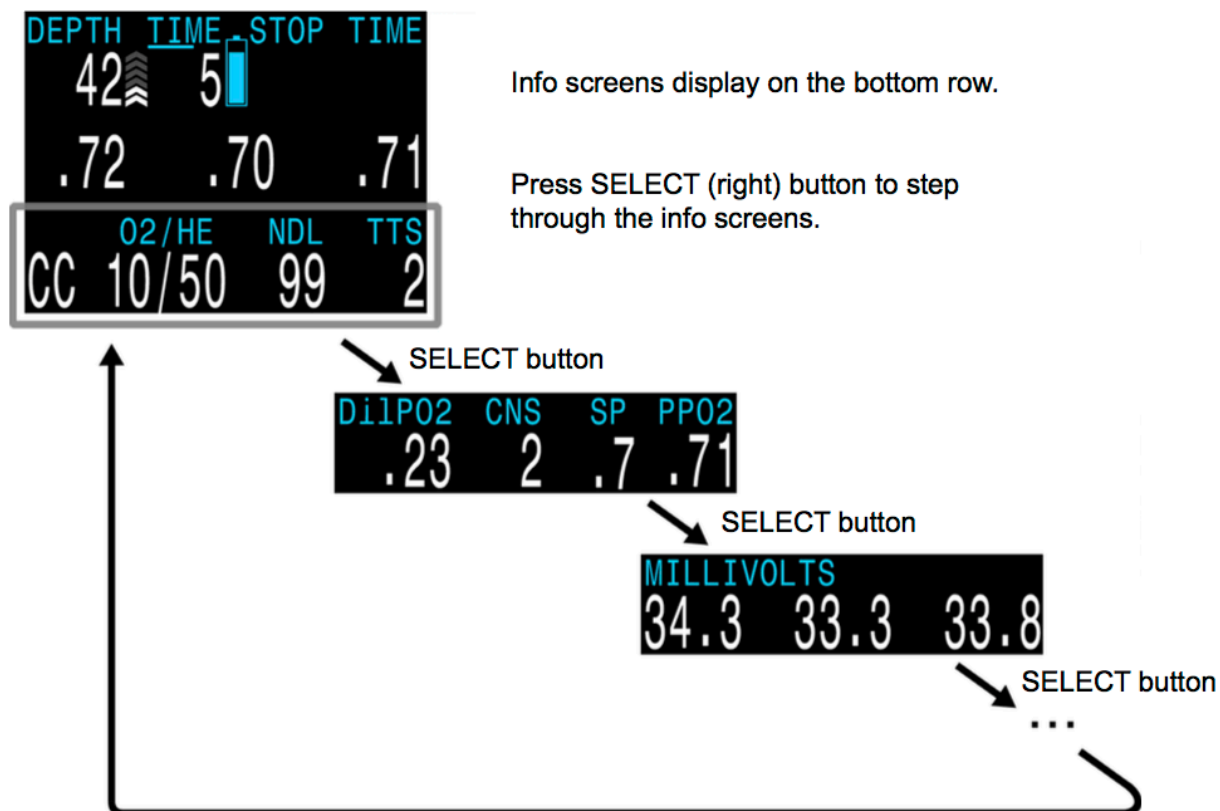 DEPTH TIME STOP TIME
42 5
.72 .70 .71
O2/HE NDL TTS
CC 10/50 99 2
Info screens display on the bottom row.
Press SELECT (right) button to step
through the info screens.
SELECT button
DilPO2 CNS SP PPO2
.23 2 .7 .71
SELECT button
MILLIVOLTS
34.3 33.3 33.8
SELECT button
...